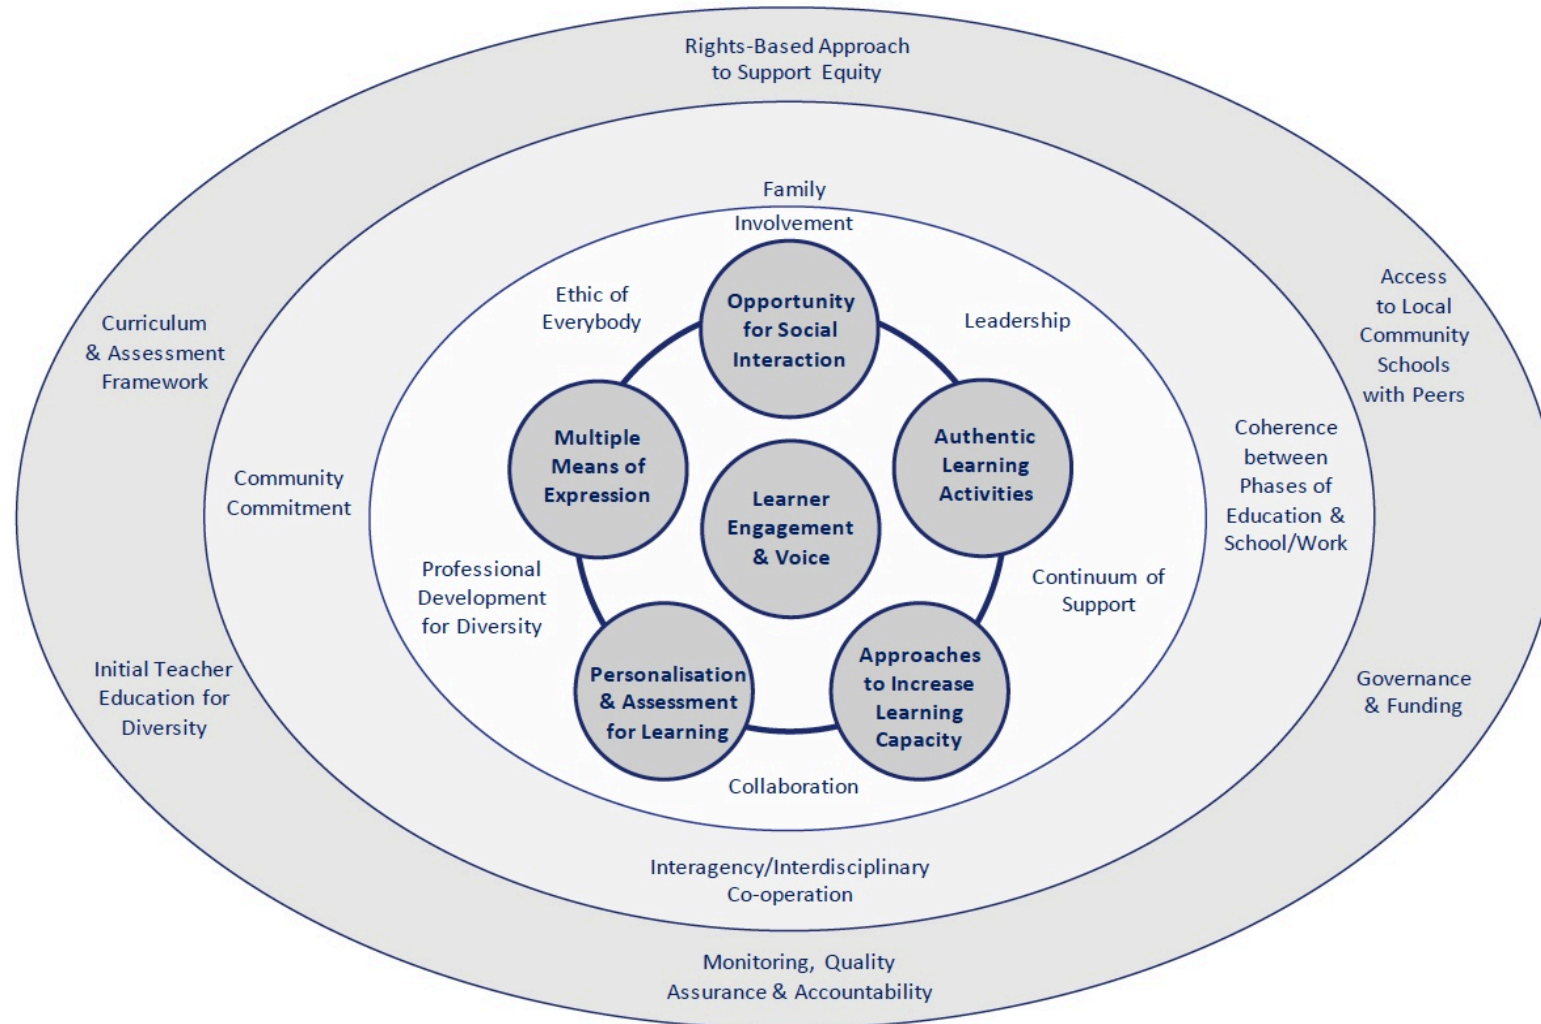 Rights-Based Approach
to Support Equity
Family
Involvement
Ethic of
Everybody
Leadership
Opportunity
for Social
Interaction
Curriculum
& Assessment
Framework
Access
to Local
Community
Schools
with Peers
Multiple
Means of
Expression
Authentic
Learning
Activities
Learner
Engagement
& Voice
Community
Commitment
Coherence
between
Phases of
Education &
School/Work
Professional
Development
for Diversity
Continuum of
Support
Personalisation
& Assessment
for Learning
Approaches
to Increase
Learning
Capacity
Initial Teacher
Education for
Diversity
Governance
& Funding
Collaboration
Interagency/Interdisciplinary
Co-operation
Monitoring, Quality
Assurance & Accountability